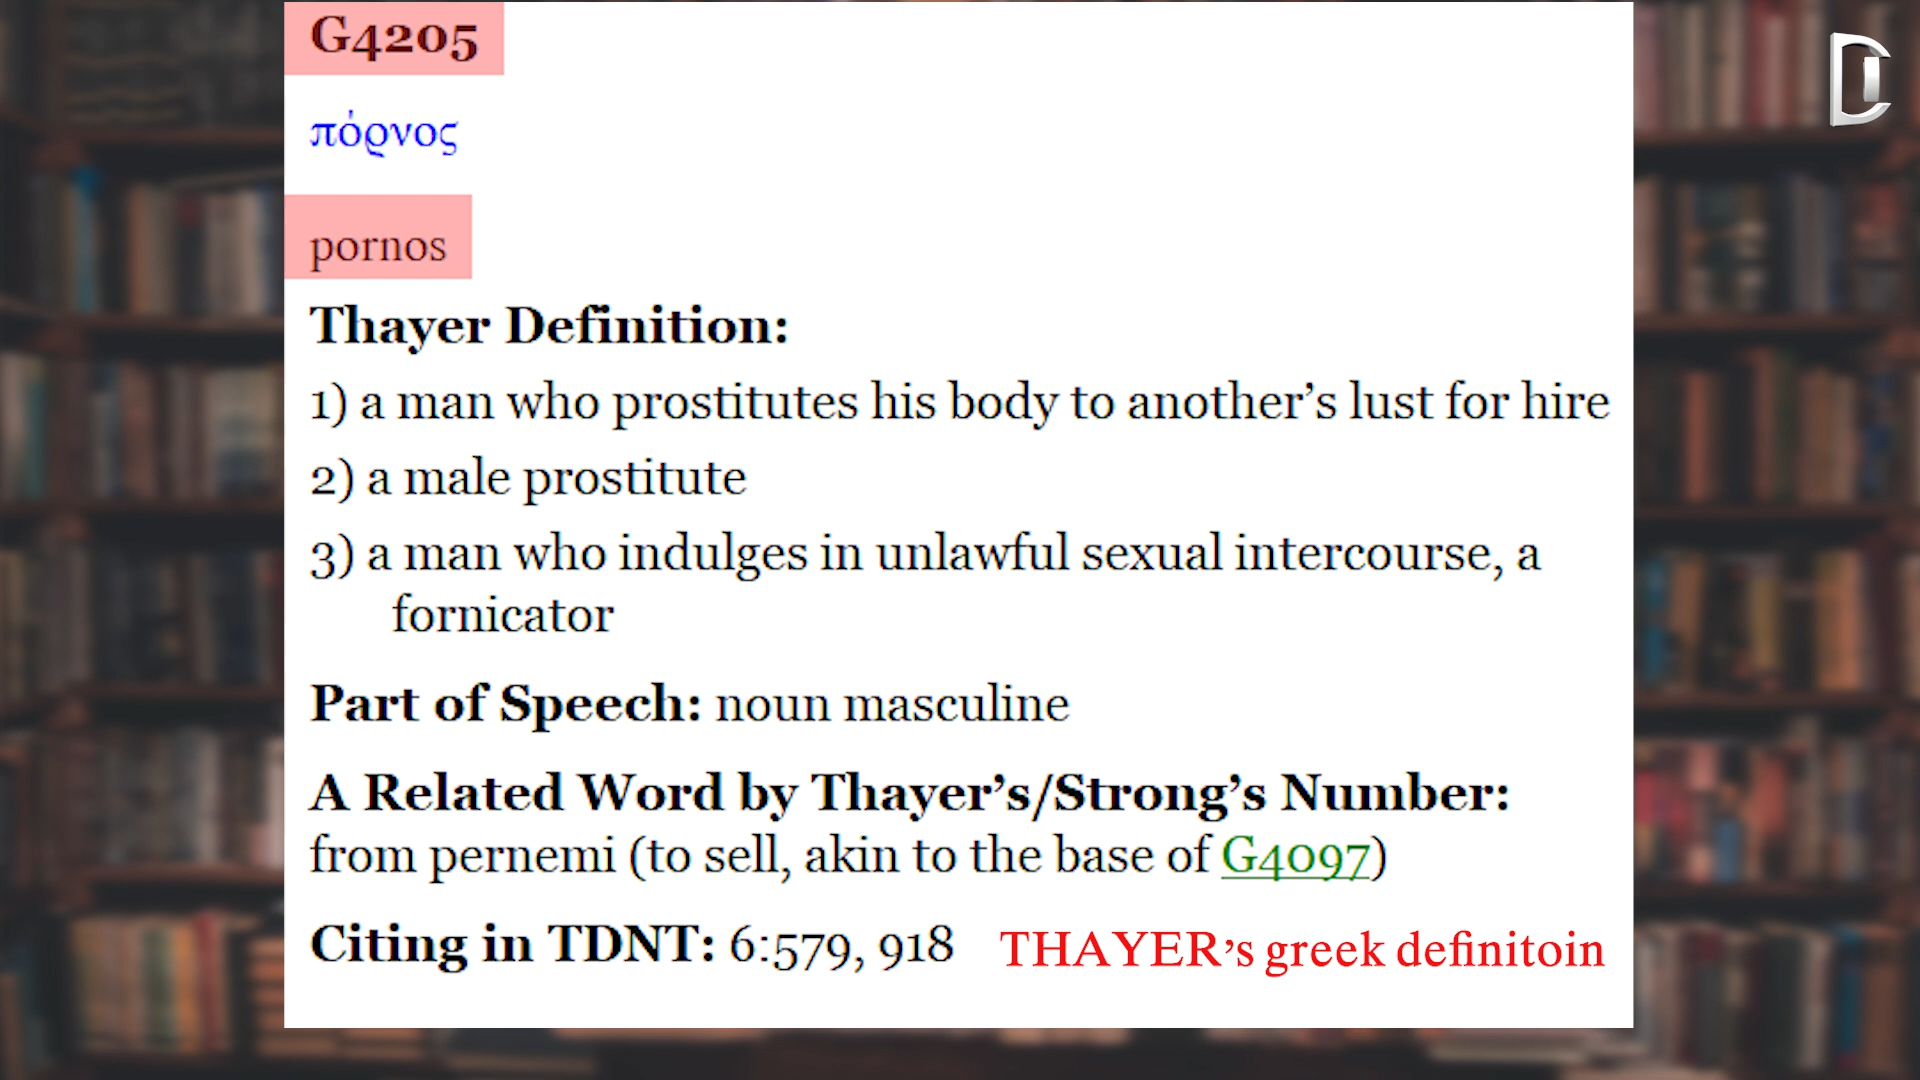 G4205
πόρνος
pornos
Thayer Definition:
1) a man who prostitutes his body to another’s lust for hire
2) a male prostitute
3) a man who indulges in unlawful sexual intercourse, a
fornicator
Part of Speech: noun masculine
A Related Word by Thayer’s/Strong’s Number:
from pernemi (to sell, akin to the base of G4097)
Citing in TDNT: 6:579, 918
THAYER’s greek definitoin